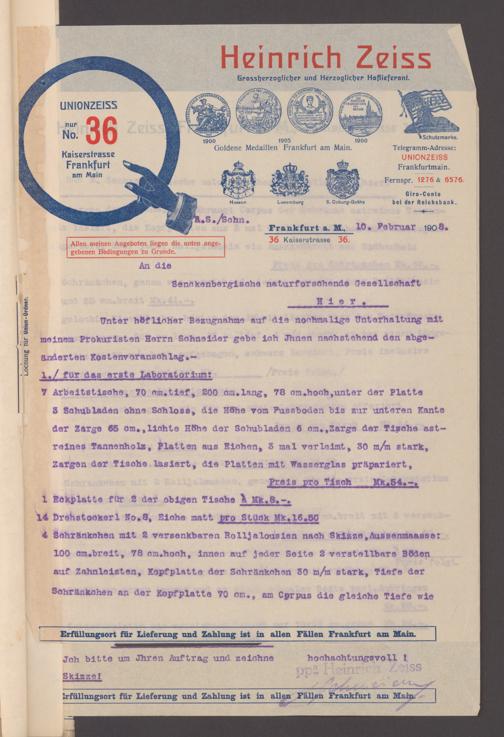 Heinrich Zeiss
Grossherzoglicher und Herzoglicher Hoflieferant.
UNIONZEISS
nur
No. 36
Kaiserstrasse
Frankfurt
am Main
1900 1905 1900
Goldene Medaillen Frankfurt am Main.
Hessen Luxemburg S. Coburg-Gotha
Schutzmarke.
Telegramm-Adresse:
UNIONZEISS
Frankfurtmain.
Fernspr. 1276 & 6576.
Giro-Conto
bei der Reichsbank.
A.S./Sohn.
Frankfurt a. M., 10. Februar 1908.
36 Kaiserstrasse 36.
Allen meinen Angeboten liegen die unten ange-
gebenen Bedingungen zu Grunde.
An die
Senckenbergische naturforschende Gesellschaft
Hier.
Unter höflicher Bezugnahme auf die nochmalige Unterhaltung mit
meinem Prokuristen Herrn Schneider gebe ich Jhnen nachstehend den abge-
änderten Kostenvoranschlag.-
1./ für das erste Laboratorium:
7 Arbeitstische, 70 cm.tief, 200 cm.lang, 78 cm.hoch,unter der Platte
3 Schubladen ohne Schloss, die Höhe vom Fussboden bis zur unteren Kante
der Zarge 65 cm.,lichte Höhe der Schubladen 6 cm.,Zarge der Tische ast-
reines Tannenholz, Platten aus Eichen, 3 mal verleimt, 30 m/m stark,
Zargen der Tische lasiert, die Platten mit Wasserglas präpariert,
Preis pro Tisch Mk.54.-.
1 Eckplatte für 2 der obigen Tische à Mk.8.-.
14 Drehstockerl No.8, Eiche matt pro Stück Mk.16.50
4 Schränkchen mit 2 versenkbaren Rolljalousien nach Skizze,Aussenmaasse:
100 cm.breit, 78 cm.hoch, innen auf jeder Seite 2 verstellbare Böden
auf Zahnleisten, Kopfplatte der Schränkchen 30 m/m stark, Tiefe der
Schränkchen an der Kopfplatte 70 cm., am Corpus die gleiche Tiefe wie
Erfüllungsort für Lieferung und Zahlung ist in allen Fällen Frankfurt am Main.
Jch bitte um Jhren Auftrag und zeichne hochachtungsvoll !
ppa Heinrich Zeiss
Skizze!
Erfüllungsort für Lieferung und Zahlung ist in allen Fällen Frankfurt am Main.
Lochung für Union-Ordner.